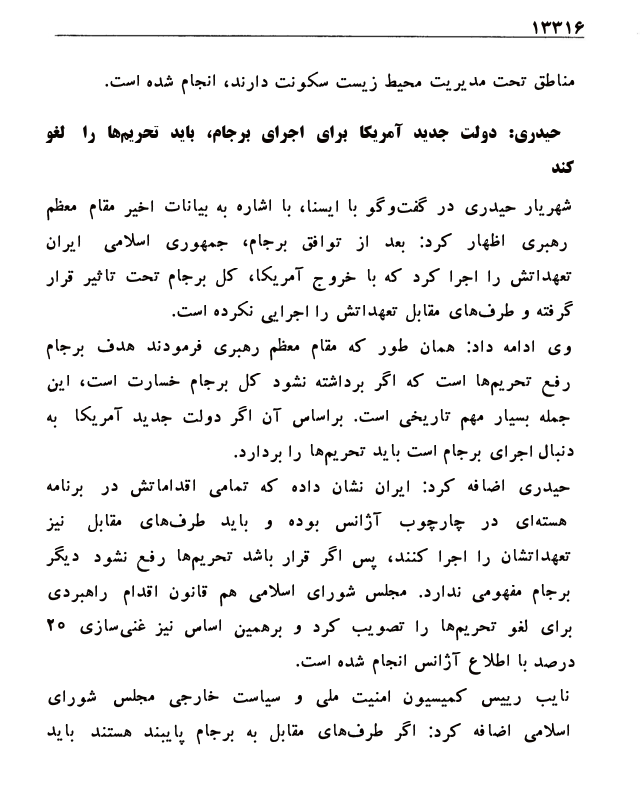 ۱۳۳۱۶
مناطق تحت مدیریت محیط زیست سکونت دارند، انجام شده است.
حیدری: دولت جدید آمریکا برای اجرای برجام، باید تحریم‌ها را لغو
کند
شهریار حیدری در گفت‌وگو با ایسنا، با اشاره به بیانات اخیر مقام معظم
رهبری اظهار کرد: بعد از توافق برجام، جمهوری اسلامی ایران
تعهداتش را اجرا کرد که با خروج آمریکا، کل برجام تحت تاثیر قرار
گرفته و طرف‌های مقابل تعهداتش را اجرایی نکرده است.
وی ادامه داد: همان طور که مقام معظم رهبری فرمودند هدف برجام
رفع تحریم‌ها است که اگر برداشته نشود کل برجام خسارت است، این
جمله بسیار مهم تاریخی است. براساس آن اگر دولت جدید آمریکا به
دنبال اجرای برجام است باید تحریم‌ها را بردارد.
حیدری اضافه کرد: ایران نشان داده که تمامی اقداماتش در برنامه
هسته‌ای در چارچوب آژانس بوده و باید طرف‌های مقابل نیز
تعهداتشان را اجرا کنند، پس اگر قرار باشد تحریم‌ها رفع نشود دیگر
برجام مفهومی ندارد. مجلس شورای اسلامی هم قانون اقدام راهبردی
برای لغو تحریم‌ها را تصویب کرد و برهمین اساس نیز غنی‌سازی ۲۰
درصد با اطلاع آژانس انجام شده است.
نایب رییس کمیسیون امنیت ملی و سیاست خارجی مجلس شورای
اسلامی اضافه کرد: اگر طرف‌های مقابل به برجام پایبند هستند باید